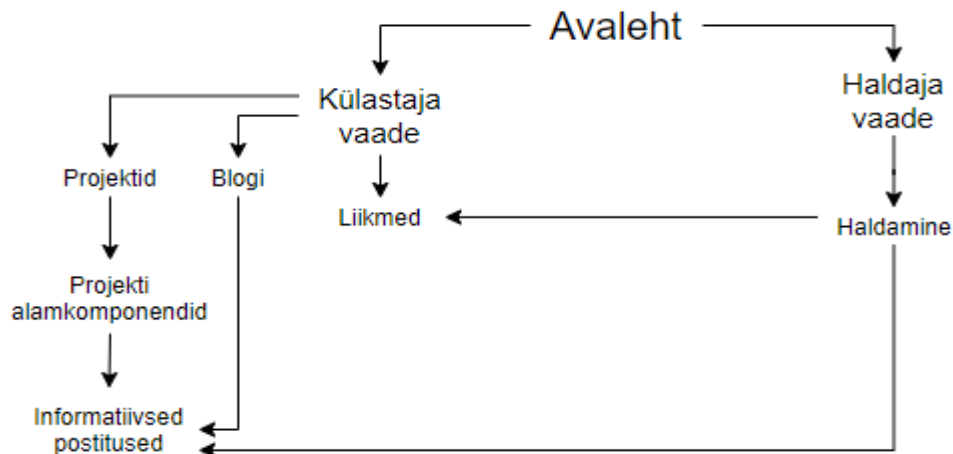 Avaleht
Külastaja
vaade
Haldaja
vaade
Projektid
Blogi
Liikmed
Haldamine
Projekti
alamkomponendid
Informatiivsed
postitused